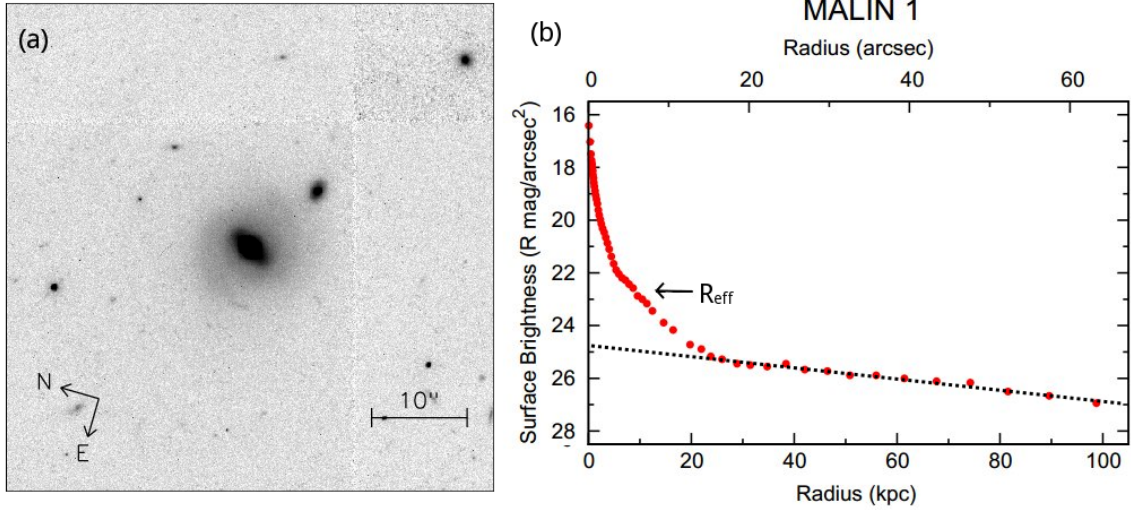 (a)
N
E
10"
(b)
MALIN 1
Radius (arcsec)
0 20 40 60
Surface Brightness (R mag/arcsec²)
16
18
20
22
24
26
28
R_eff
0 20 40 60 80 100
Radius (kpc)